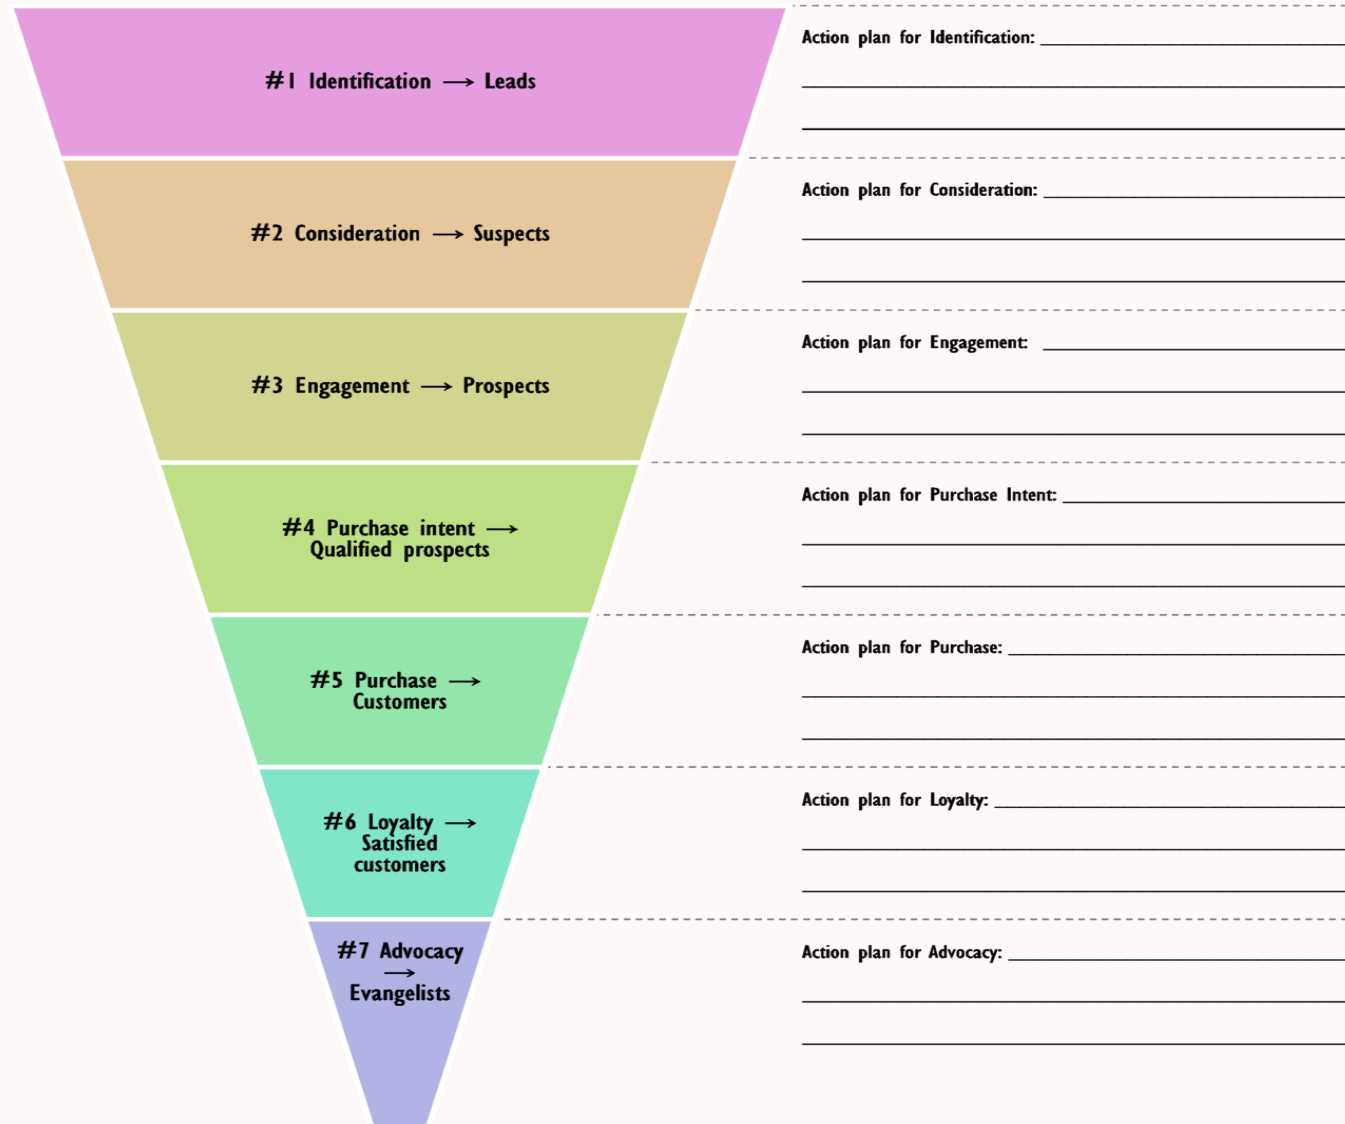 #1 Identification → Leads
Action plan for Identification:
#2 Consideration → Suspects
Action plan for Consideration:
#3 Engagement → Prospects
Action plan for Engagement:
#4 Purchase intent →
Qualified prospects
Action plan for Purchase Intent:
#5 Purchase →
Customers
Action plan for Purchase:
#6 Loyalty →
Satisfied
customers
Action plan for Loyalty:
#7 Advocacy
→
Evangelists
Action plan for Advocacy: